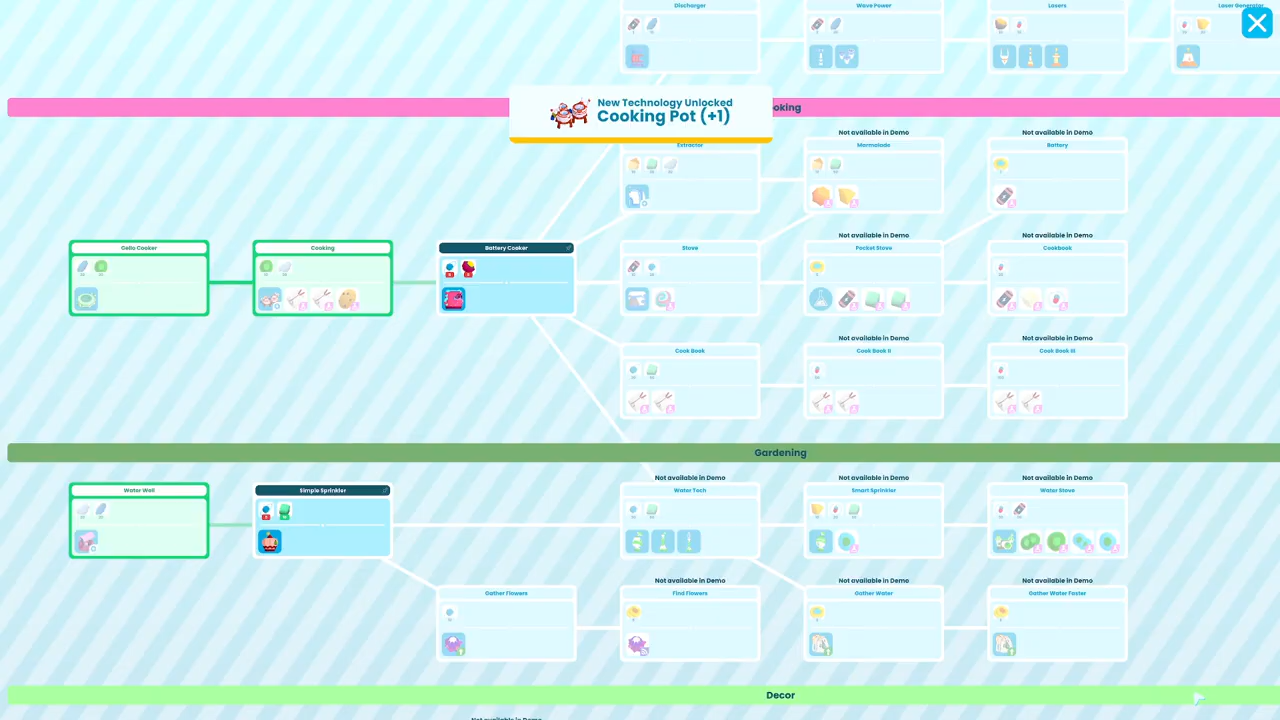 Discharger
Wave Power
Lasers
Laser Generator
Cooking
New Technology Unlocked
Cooking Pot (+1)
Not available in Demo
Not available in Demo
Extractor
Marmalade
Battery
Not available in Demo
Not available in Demo
Gello Cooker
Cooking
Battery Cooker
Stove
Pocket Stove
Cookbook
Not available in Demo
Not available in Demo
Cook Book
Cook Book II
Cook Book III
Gardening
Not available in Demo
Not available in Demo
Not available in Demo
Water Well
Simple Sprinkler
Water Tech
Smart Sprinkler
Water Stove
Not available in Demo
Not available in Demo
Not available in Demo
Gather Flowers
Find Flowers
Gather Water
Gather Water Faster
Decor
Not available in Demo